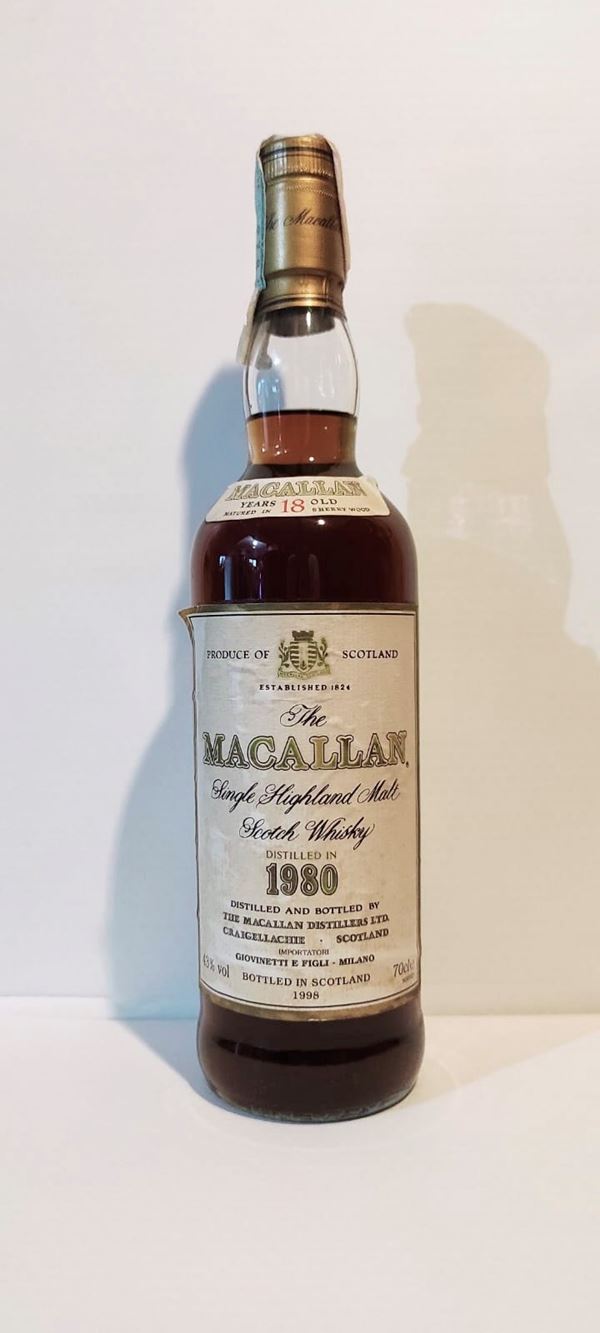 The Macall
MACALLAN
YEARS 18 OLD
MATURED IN SHERRY WOOD
PRODUCE OF SCOTLAND
ESTABLISHED 1824
The
MACALLAN
Single Highland Malt
Scotch Whisky
DISTILLED IN
1980
DISTILLED AND BOTTLED BY
THE MACALLAN DISTILLERS LTD.
CRAIGELLACHIE · SCOTLAND
IMPORTATORI
GIOVINETTI E FIGLI - MILANO
43% vol BOTTLED IN SCOTLAND 70cl
1998